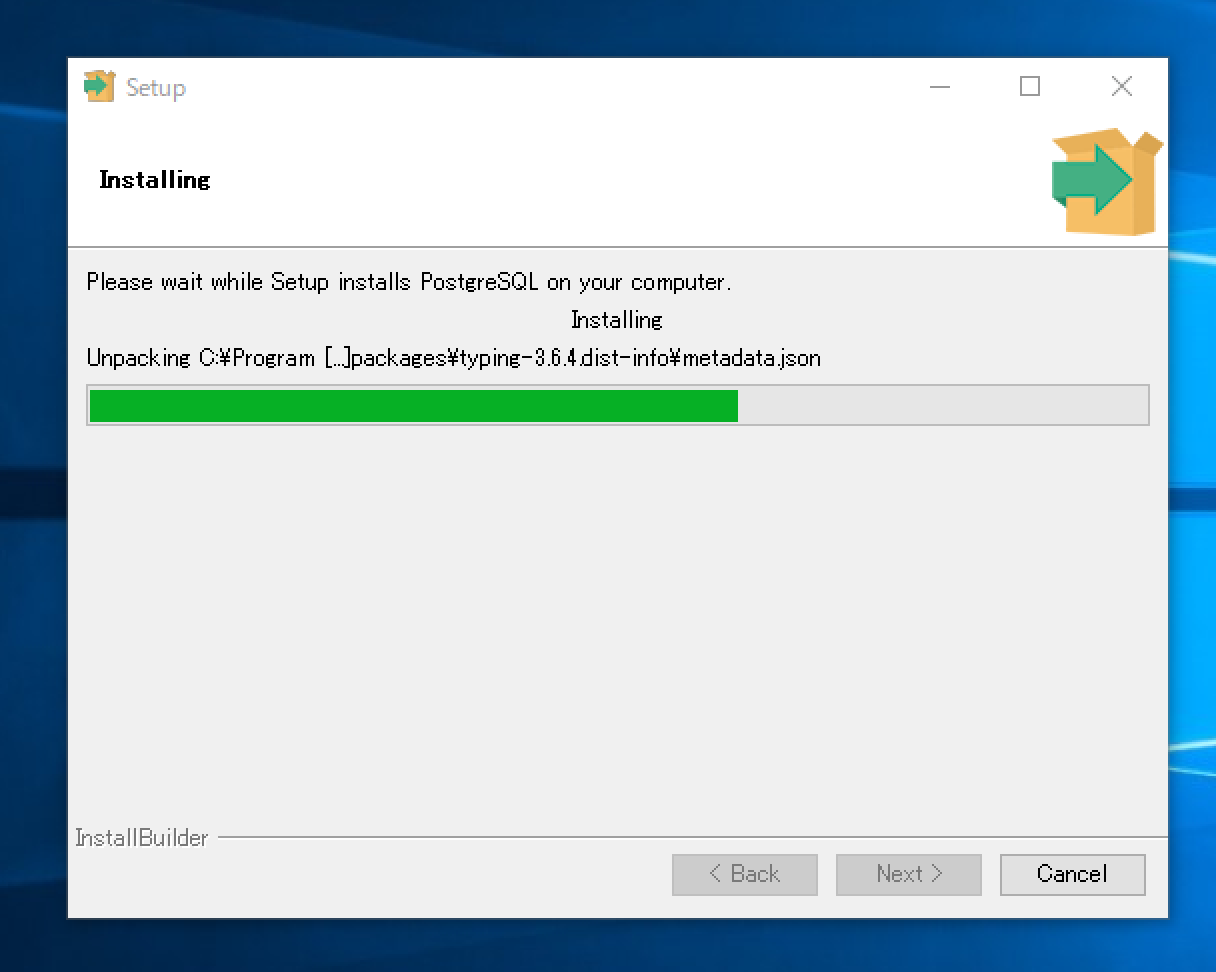 Setup
Installing
Please wait while Setup installs PostgreSQL on your computer.
Installing
Unpacking C:¥Program [...]packages¥typing-3.6.4.dist-info¥metadata.json
InstallBuilder
< Back
Next >
Cancel